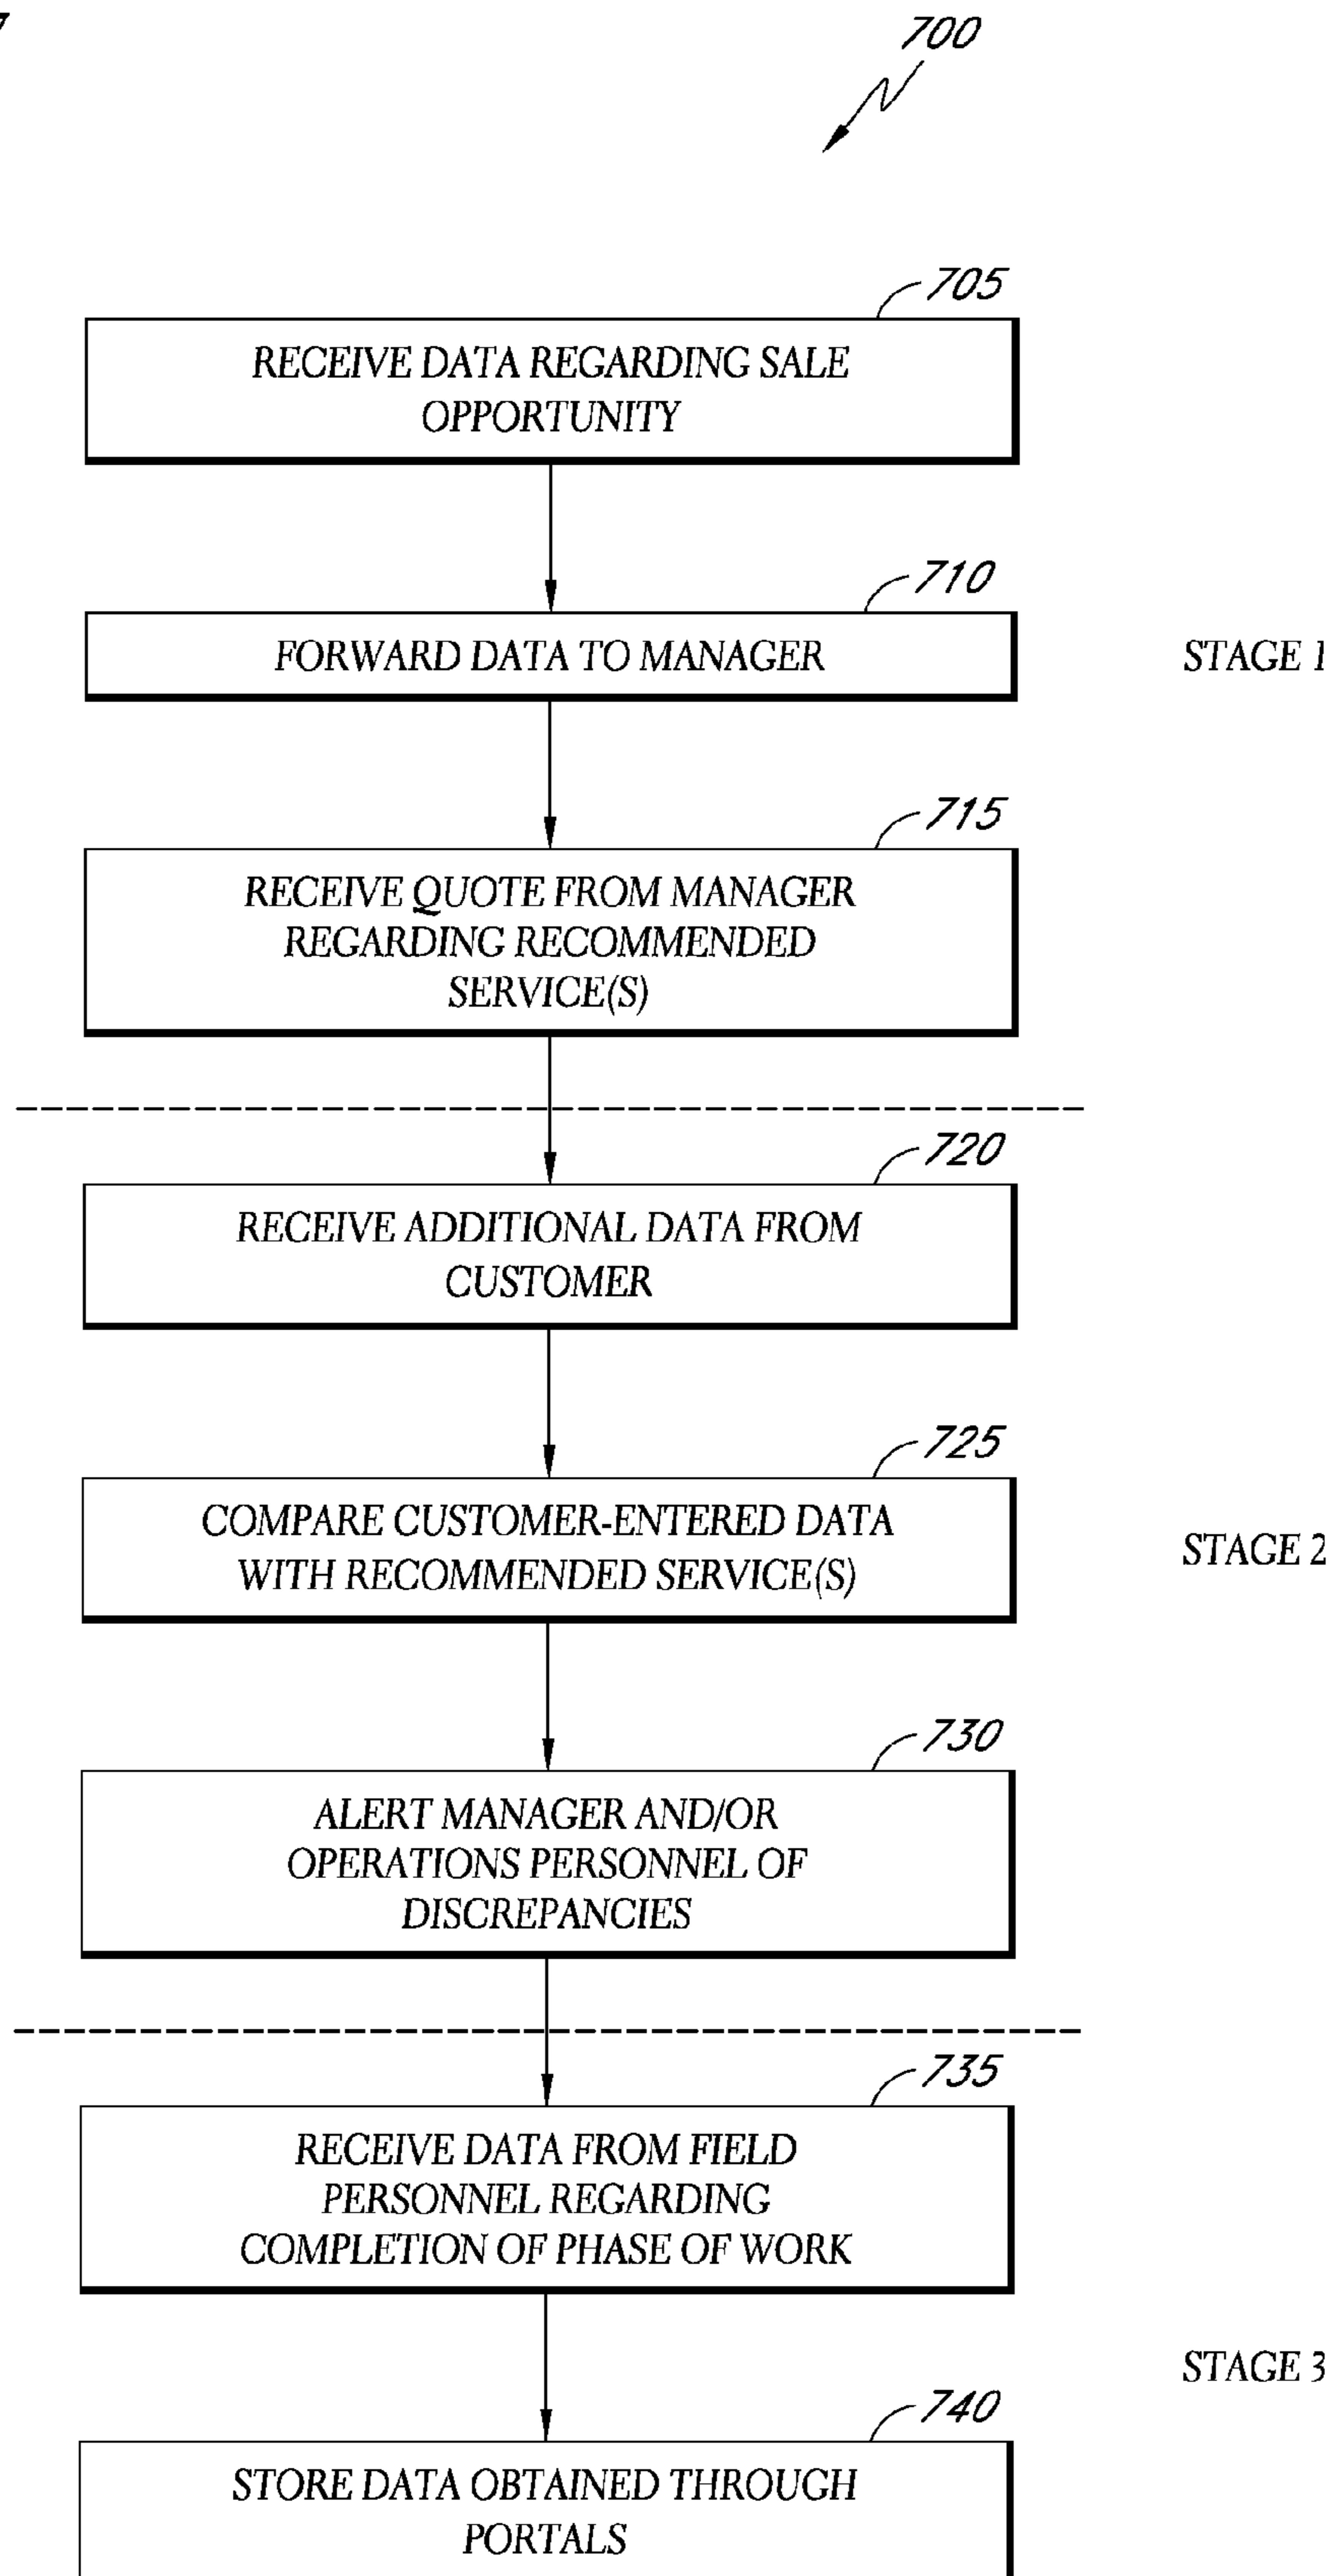 700
705
RECEIVE DATA REGARDING SALE
OPPORTUNITY
710
FORWARD DATA TO MANAGER
STAGE 1
715
RECEIVE QUOTE FROM MANAGER
REGARDING RECOMMENDED
SERVICE(S)
720
RECEIVE ADDITIONAL DATA FROM
CUSTOMER
725
COMPARE CUSTOMER-ENTERED DATA
WITH RECOMMENDED SERVICE(S)
STAGE 2
730
ALERT MANAGER AND/OR
OPERATIONS PERSONNEL OF
DISCREPANCIES
735
RECEIVE DATA FROM FIELD
PERSONNEL REGARDING
COMPLETION OF PHASE OF WORK
STAGE 3
740
STORE DATA OBTAINED THROUGH
PORTALS